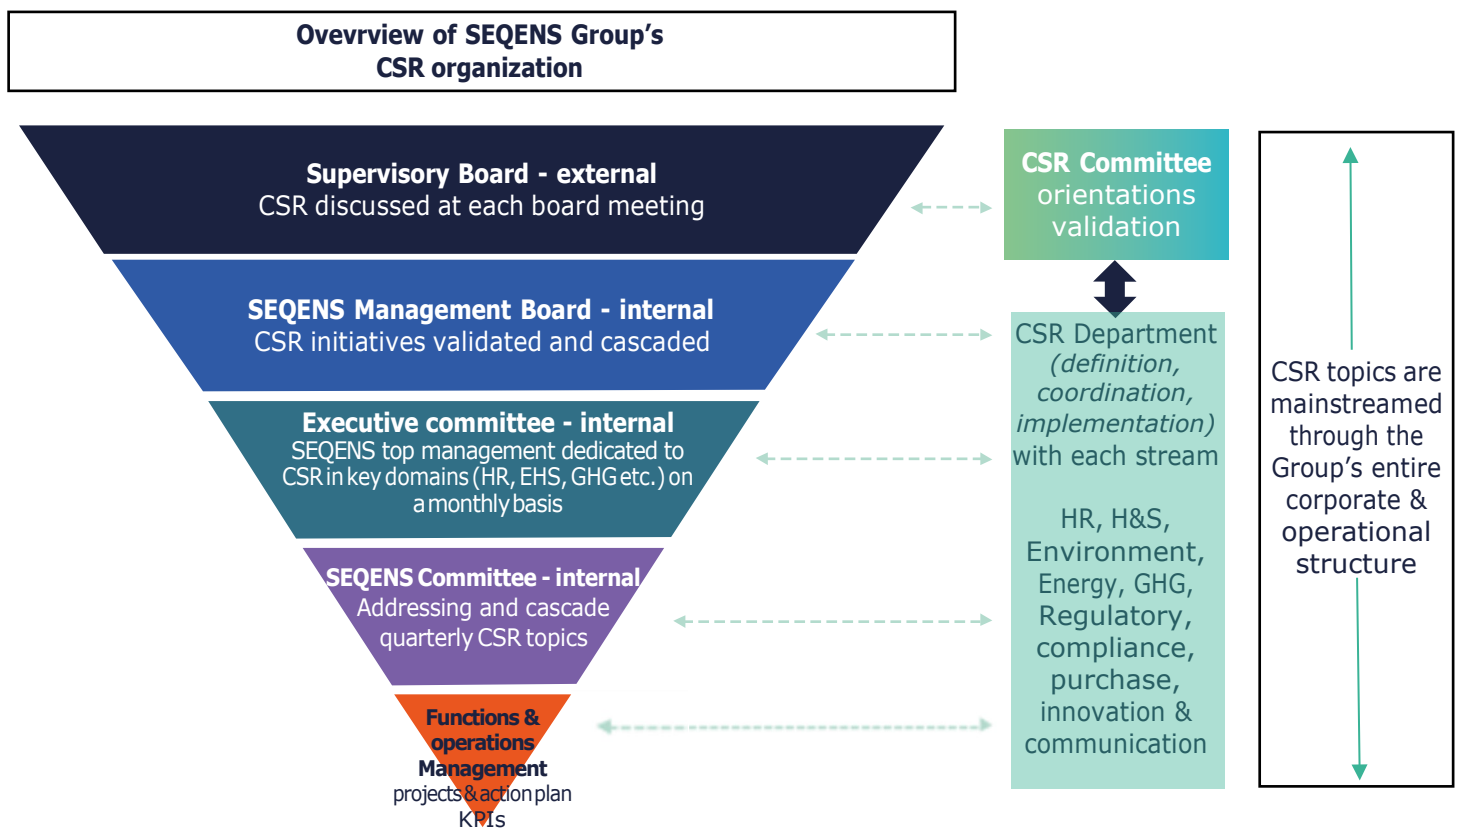 Ovevrview of SEQENS Group’s
CSR organization
Supervisory Board - external
CSR discussed at each board meeting
SEQENS Management Board - internal
CSR initiatives validated and cascaded
Executive committee - internal
SEQENS top management dedicated to
CSR in key domains (HR, EHS, GHG etc.) on
a monthly basis
SEQENS Committee - internal
Addressing and cascade
quarterly CSR topics
Functions &
operations
Management
projects & action plan
KPIs
CSR Committee
orientations
validation
CSR Department
(definition,
coordination,
implementation)
with each stream
HR, H&S,
Environment,
Energy, GHG,
Regulatory,
compliance,
purchase,
innovation &
communication
CSR topics are
mainstreamed
through the
Group’s entire
corporate &
operational
structure